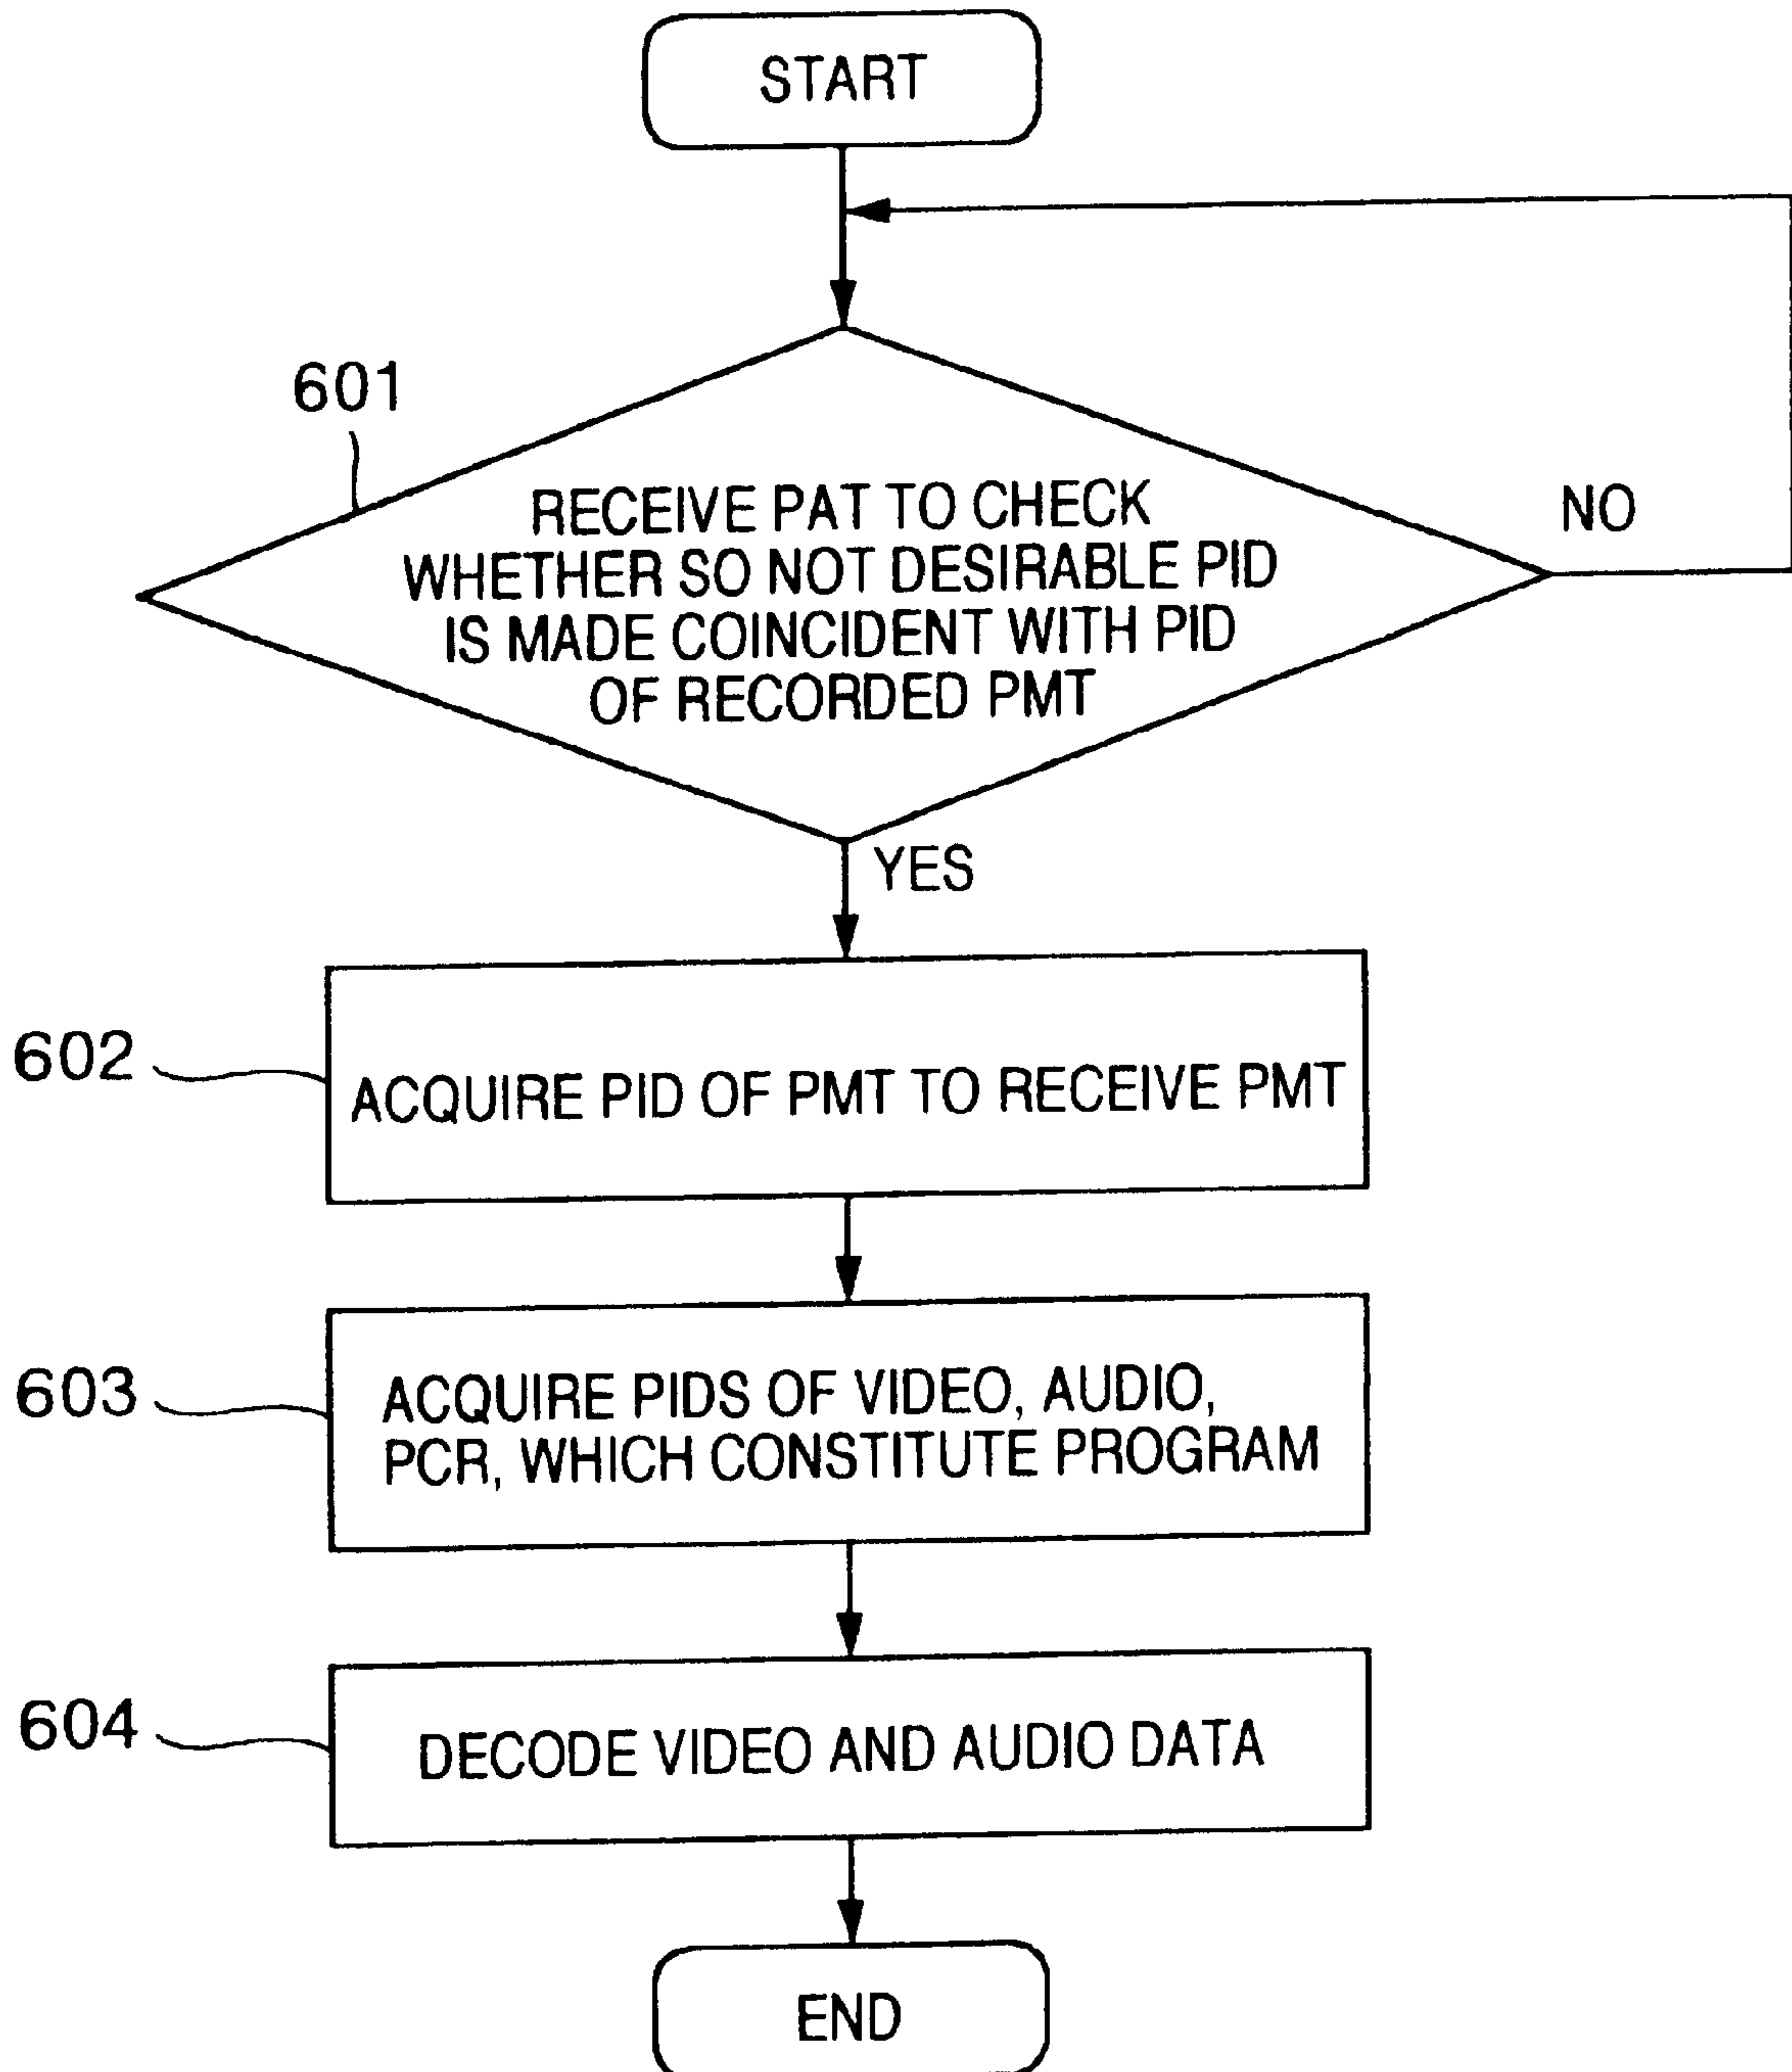 START
601
RECEIVE PAT TO CHECK
WHETHER SO NOT DESIRABLE PID
IS MADE COINCIDENT WITH PID
OF RECORDED PMT
NO
YES
602
ACQUIRE PID OF PMT TO RECEIVE PMT
603
ACQUIRE PIDS OF VIDEO, AUDIO,
PCR, WHICH CONSTITUTE PROGRAM
604
DECODE VIDEO AND AUDIO DATA
END